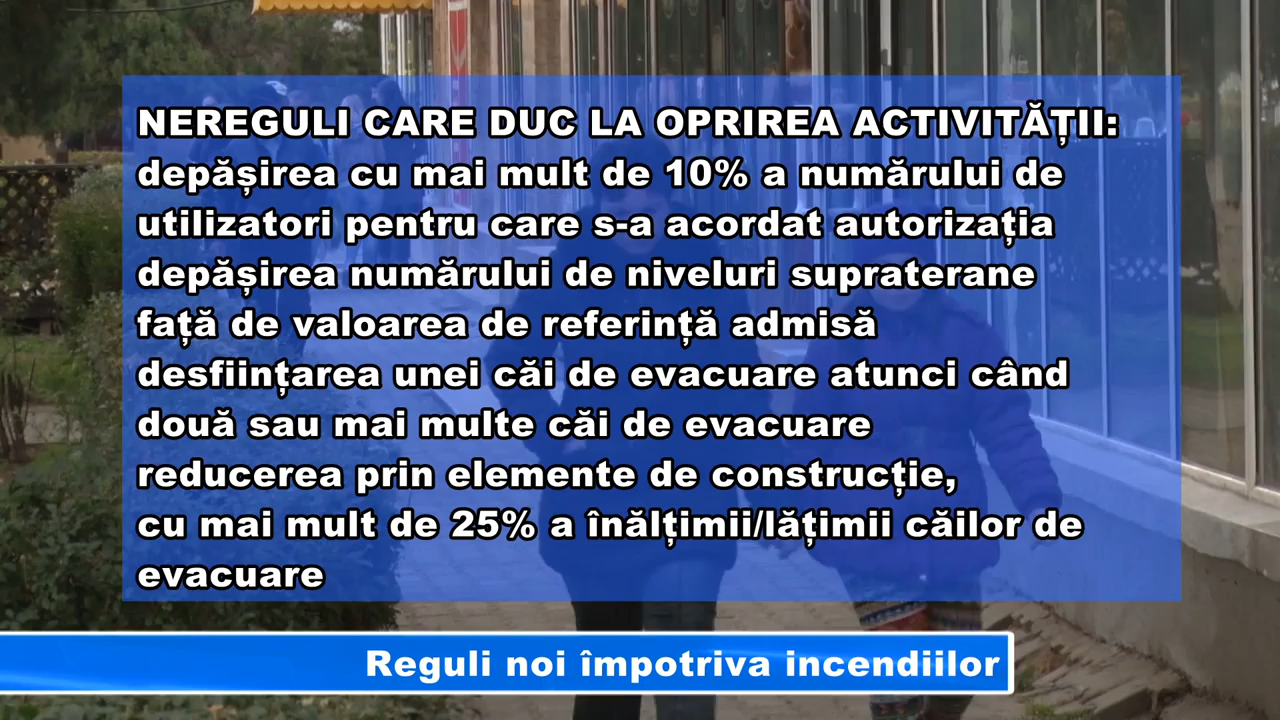 NEREGULI CARE DUC LA OPRIREA ACTIVITĂȚII:
depășirea cu mai mult de 10% a numărului de
utilizatori pentru care s-a acordat autorizația
depășirea numărului de niveluri supraterane
față de valoarea de referință admisă
desființarea unei căi de evacuare atunci când
două sau mai multe căi de evacuare
reducerea prin elemente de construcție,
cu mai mult de 25% a înălțimii/lățimii căilor de
evacuare
Reguli noi împotriva incendiilor